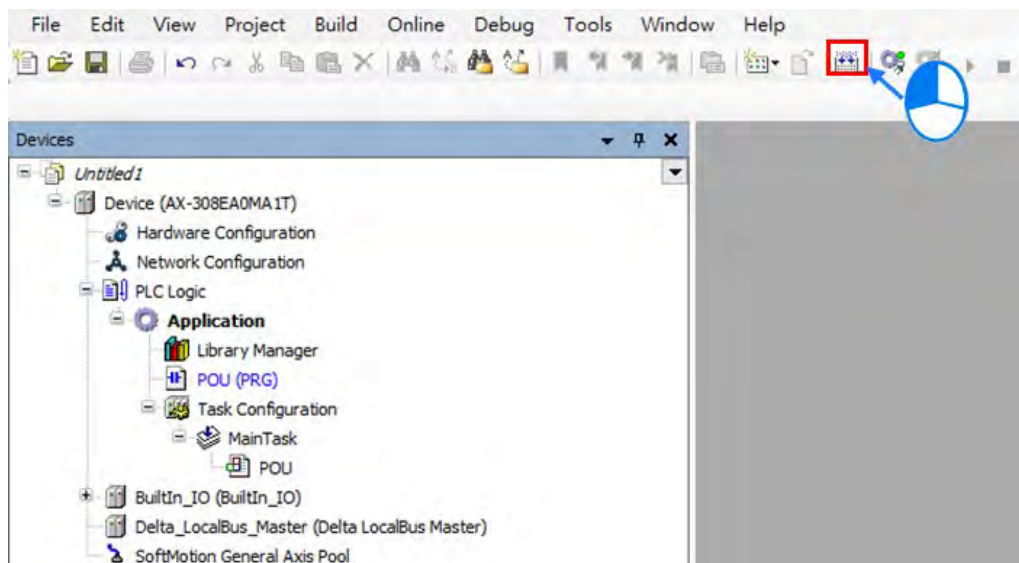 File Edit View Project Build Online Debug Tools Window Help
Devices
Untitled1
Device (AX-308EA0MA1T)
Hardware Configuration
Network Configuration
PLC Logic
Application
Library Manager
POU (PRG)
Task Configuration
MainTask
POU
BuiltIn_IO (BuiltIn_IO)
Delta_LocalBus_Master (Delta LocalBus Master)
SoftMotion General Axis Pool